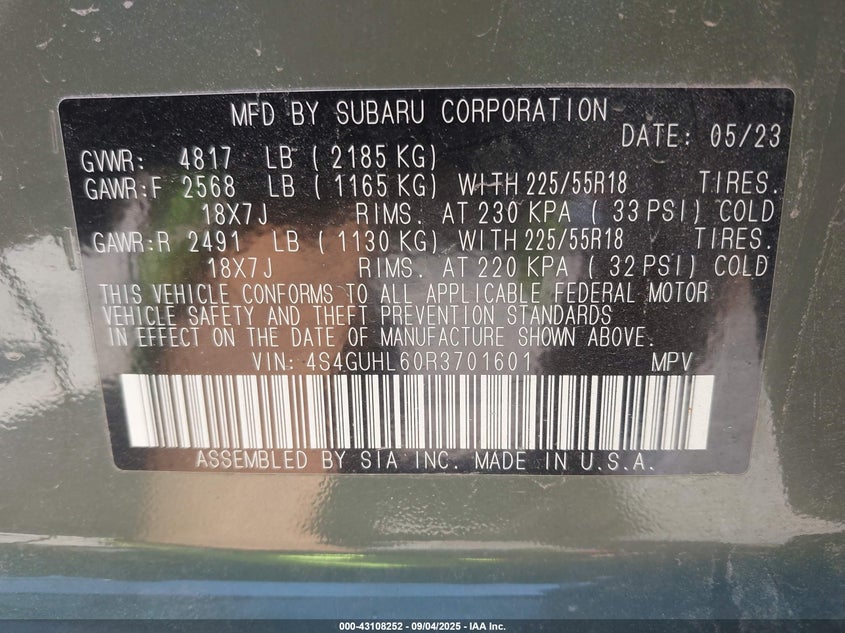 MFD BY SUBARU CORPORATION
DATE: 05/23
GVWR: 4817 LB ( 2185 KG)
GAWR:F 2568 LB ( 1165 KG) WITH 225/55R18 TIRES.
18X7J RIMS. AT 230 KPA ( 33 PSI) COLD
GAWR:R 2491 LB ( 1130 KG) WITH 225/55R18 TIRES.
18X7J RIMS. AT 220 KPA ( 32 PSI) COLD
THIS VEHICLE CONFORMS TO ALL APPLICABLE FEDERAL MOTOR
VEHICLE SAFETY AND THEFT PREVENTION STANDARDS
IN EFFECT ON THE DATE OF MANUFACTURE SHOWN ABOVE.
VIN: 4S4GUHL60R3701601 MPV
ASSEMBLED BY SIA INC. MADE IN U.S.A.
000-43108252 - 09/04/2025 - IAA Inc.